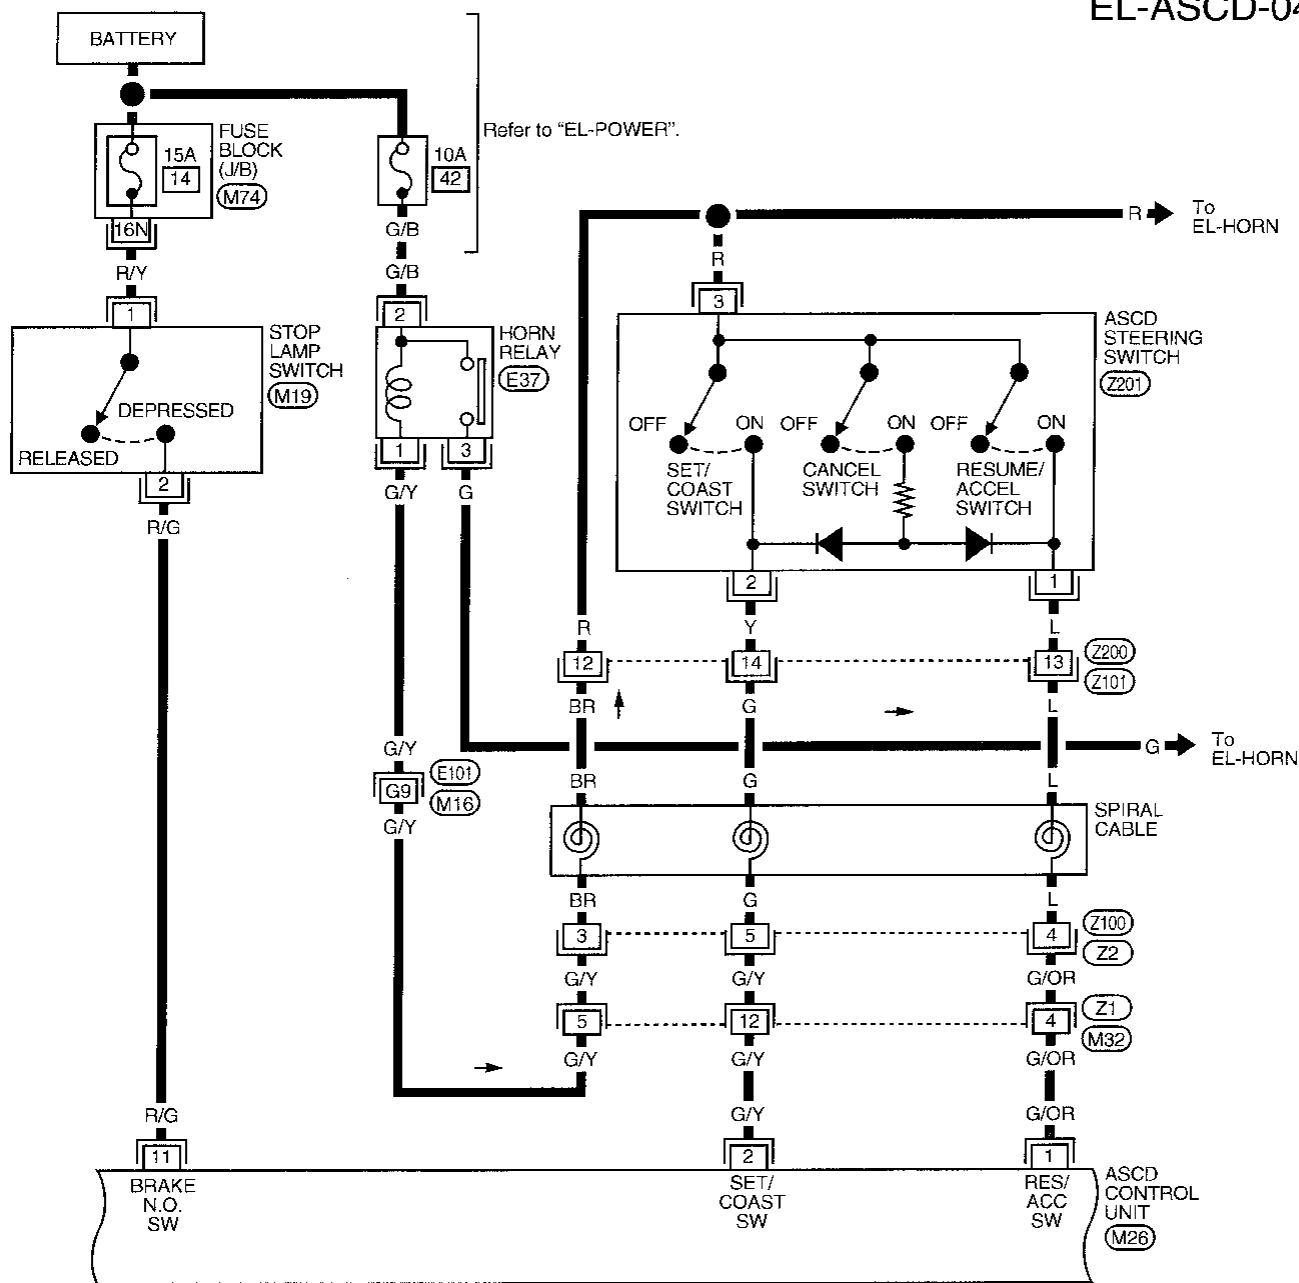 EL-ASCD-04
BATTERY
FUSE
BLOCK
(J/B)
M74
15A
14
10A
42
Refer to "EL-POWER".
16N
G/B
R/Y
G/B
R
To
EL-HORN
R
1
2
3
STOP
LAMP
SWITCH
M19
HORN
RELAY
E37
ASCD
STEERING
SWITCH
Z201
DEPRESSED
RELEASED
OFF
ON
OFF
ON
OFF
ON
SET/
COAST
SWITCH
CANCEL
SWITCH
RESUME/
ACCEL
SWITCH
2
1
3
R/G
G/Y
G
2
1
R
Y
L
12
14
13
Z200
Z101
BR
G
L
G/Y
G
To
EL-HORN
G9
E101
M16
BR
G
L
G/Y
SPIRAL
CABLE
BR
G
L
3
5
4
Z100
Z2
G/Y
G/Y
G/OR
5
12
4
Z1
M32
G/Y
G/Y
G/OR
R/G
G/Y
G/OR
11
2
1
BRAKE
N.O.
SW
SET/
COAST
SW
RES/
ACC
SW
ASCD
CONTROL
UNIT
M26